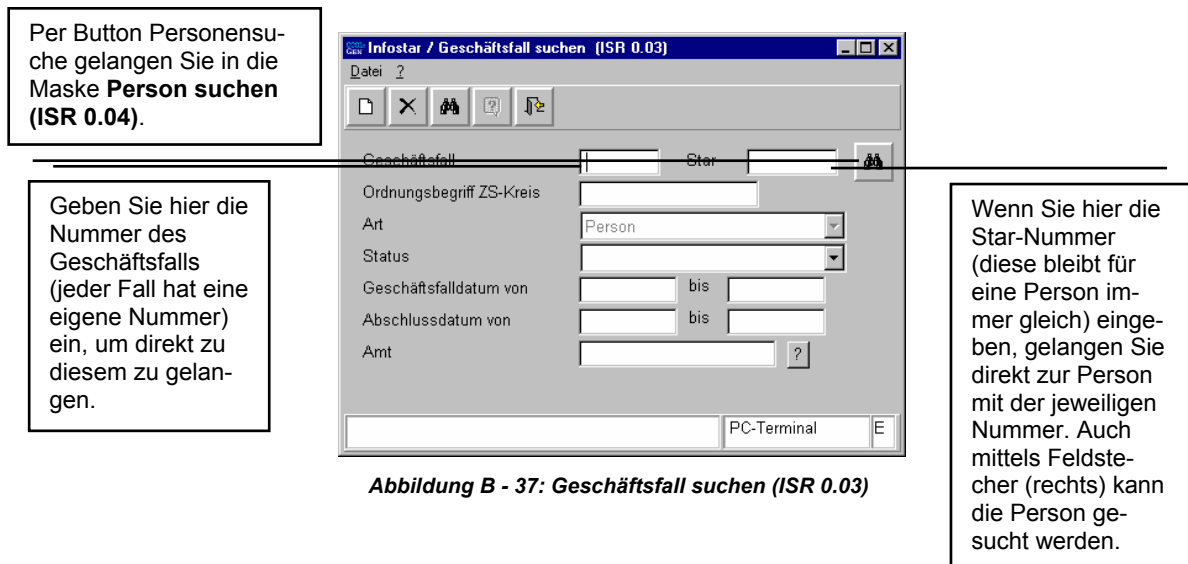 Per Button Personensu-
che gelangen Sie in die
Maske Person suchen
(ISR 0.04).
Geben Sie hier die
Nummer des
Geschäftsfalls
(jeder Fall hat eine
eigene Nummer)
ein, um direkt zu
diesem zu gelan-
gen.
Infostar / Geschäftsfall suchen (ISR 0.03)
Datei ?
Geschäftsfall Star
Ordnungsbegriff ZS-Kreis
Art Person
Status
Geschäftsfalldatum von bis
Abschlussdatum von bis
Amt ?
PC-Terminal E
Abbildung B - 37: Geschäftsfall suchen (ISR 0.03)
Wenn Sie hier die
Star-Nummer
(diese bleibt für
eine Person im-
mer gleich) einge-
ben, gelangen Sie
direkt zur Person
mit der jeweiligen
Nummer. Auch
mittels Feldste-
cher (rechts) kann
die Person ge-
sucht werden.